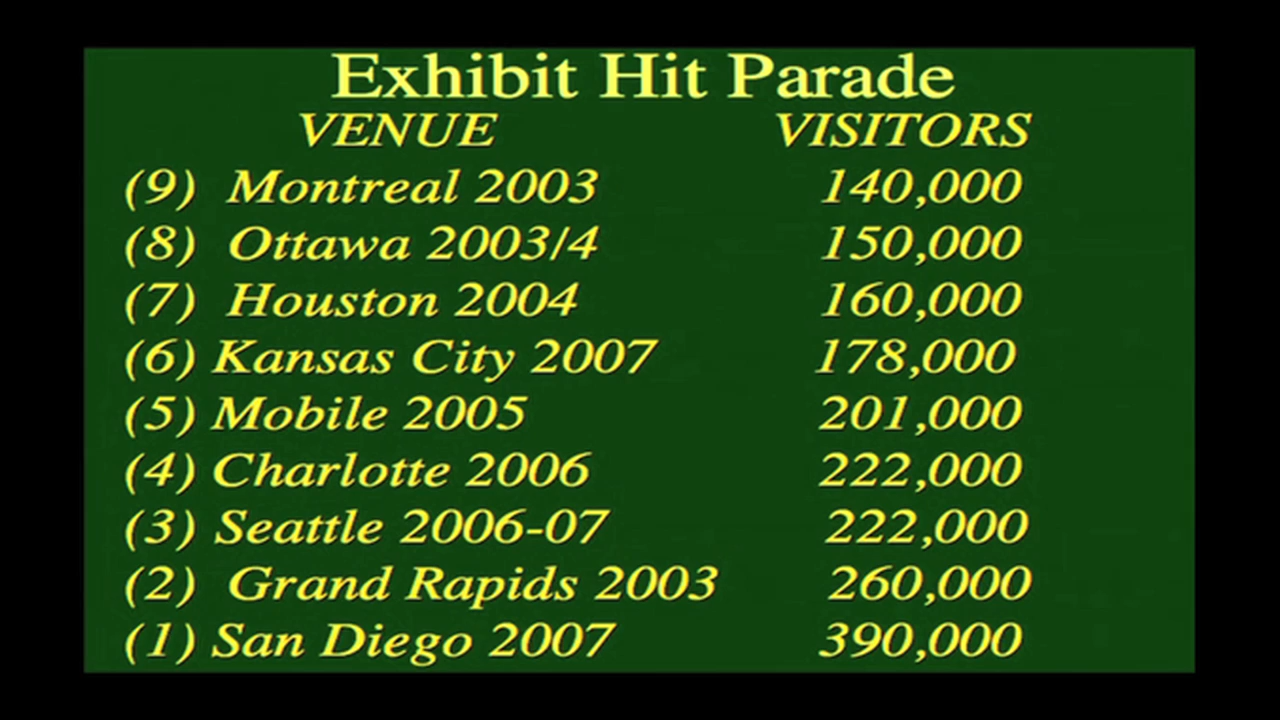 Exhibit Hit Parade
VENUE VISITORS
(9) Montreal 2003 140,000
(8) Ottawa 2003/4 150,000
(7) Houston 2004 160,000
(6) Kansas City 2007 178,000
(5) Mobile 2005 201,000
(4) Charlotte 2006 222,000
(3) Seattle 2006-07 222,000
(2) Grand Rapids 2003 260,000
(1) San Diego 2007 390,000